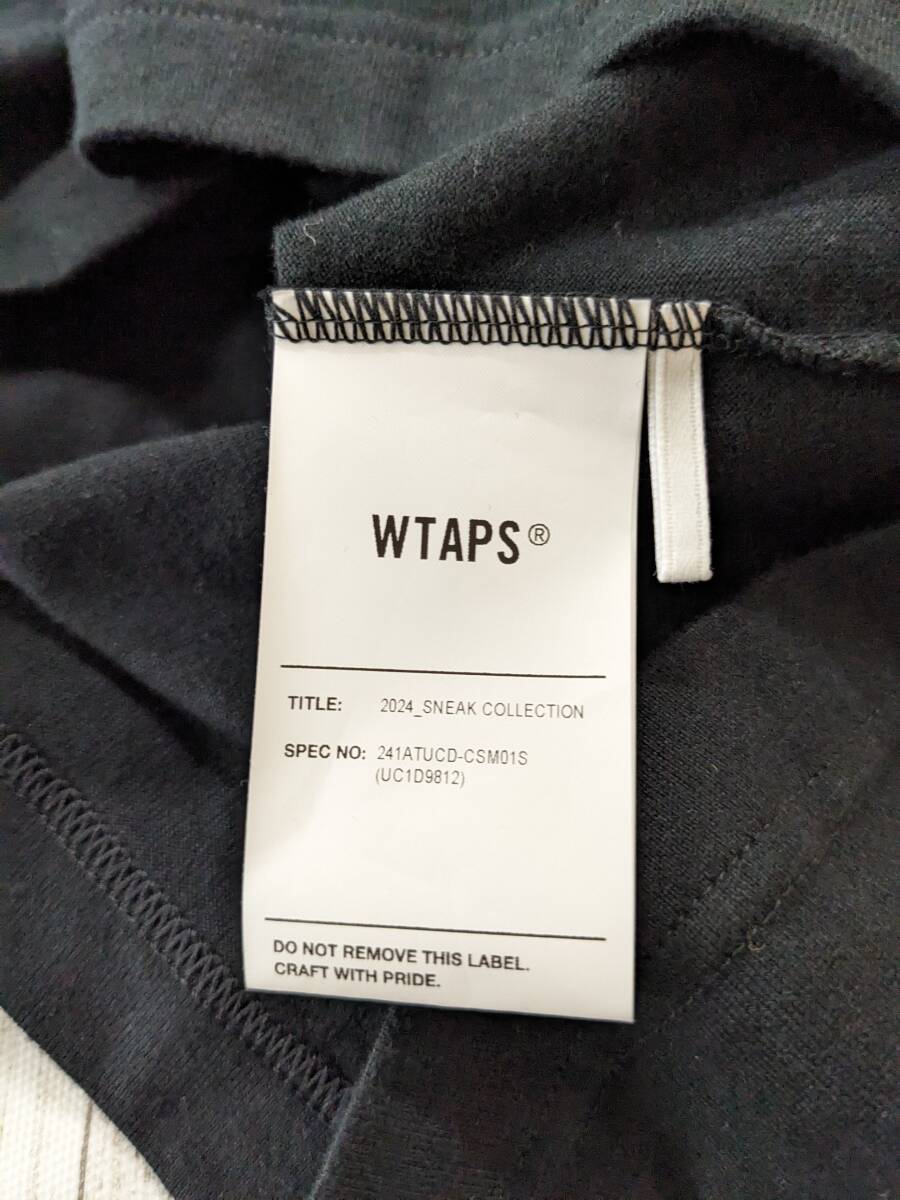 WTAPS®
TITLE: 2024_SNEAK COLLECTION
SPEC NO: 241ATUCD-CSM01S
(UC1D9812)
DO NOT REMOVE THIS LABEL.
CRAFT WITH PRIDE.